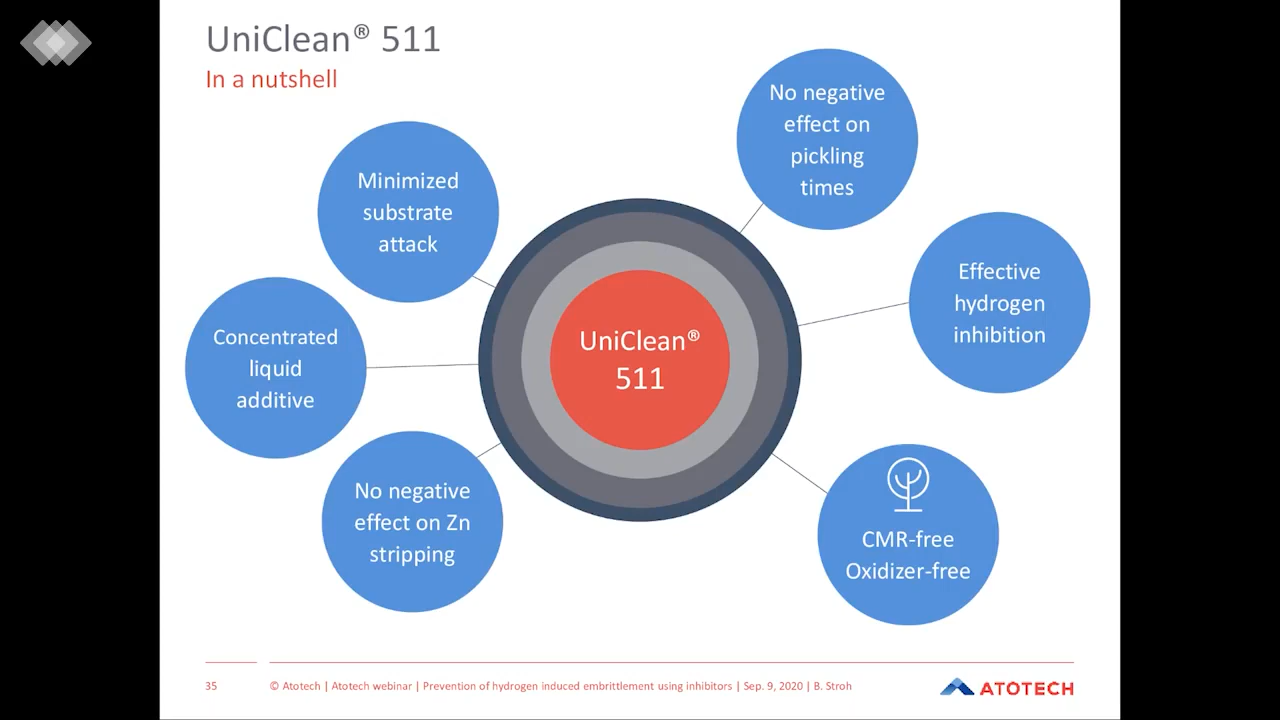 UniClean® 511
In a nutshell
No negative
effect on
pickling
times
Minimized
substrate
attack
Effective
hydrogen
inhibition
Concentrated
liquid
additive
UniClean®
511
No negative
effect on Zn
stripping
CMR-free
Oxidizer-free
35
© Atotech | Atotech webinar | Prevention of hydrogen induced embrittlement using inhibitors | Sep. 9, 2020 | B. Stroh
ATOTECH